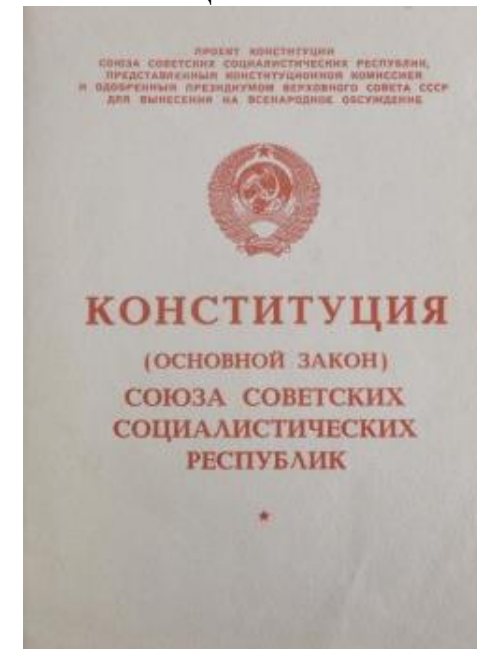 ПРОЕКТ КОНСТИТУЦИИ
СОЮЗА СОВЕТСКИХ СОЦИАЛИСТИЧЕСКИХ РЕСПУБЛИК,
ПРЕДСТАВЛЕННЫЙ КОНСТИТУЦИОННОЙ КОМИССИЕЙ
И ОДОБРЕННЫЙ ПРЕЗИДИУМОМ ВЕРХОВНОГО СОВЕТА СССР
ДЛЯ ВЫНЕСЕНИЯ НА ВСЕНАРОДНОЕ ОБСУЖДЕНИЕ
КОНСТИТУЦИЯ
(ОСНОВНОЙ ЗАКОН)
СОЮЗА СОВЕТСКИХ
СОЦИАЛИСТИЧЕСКИХ
РЕСПУБЛИК